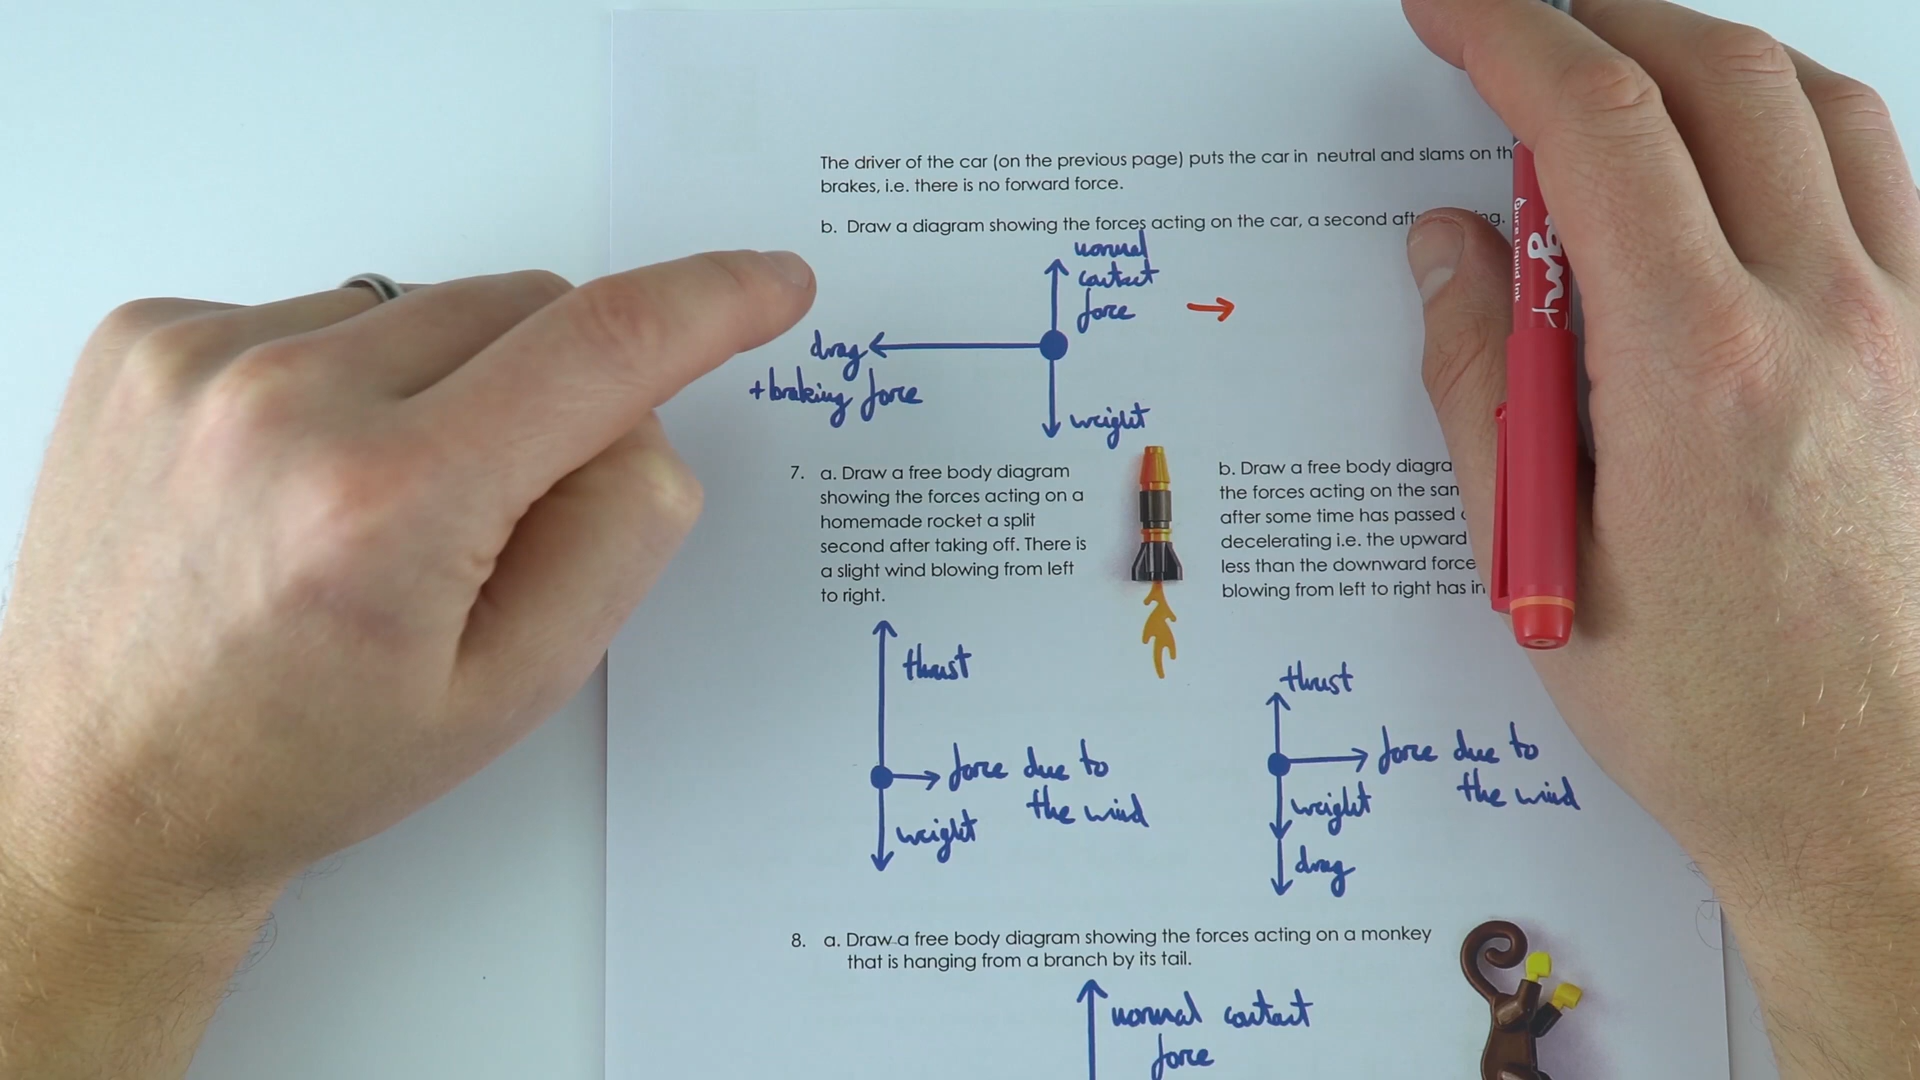 The driver of the car (on the previous page) puts the car in neutral and slams on th
brakes, i.e. there is no forward force.
b. Draw a diagram showing the forces acting on the car, a second aft ng.
normal
contact
force
drag
+ braking force
weight
7. a. Draw a free body diagram
showing the forces acting on a
homemade rocket a split
second after taking off. There is
a slight wind blowing from left
to right.
b. Draw a free body diagra
the forces acting on the sam
after some time has passed
decelerating i.e. the upward
less than the downward force
blowing from left to right has in
thrust
force due to
the wind
weight
thrust
force due to
the wind
weight
drag
8. a. Draw a free body diagram showing the forces acting on a monkey
that is hanging from a branch by its tail.
normal contact
force
Pure Liquid Ink